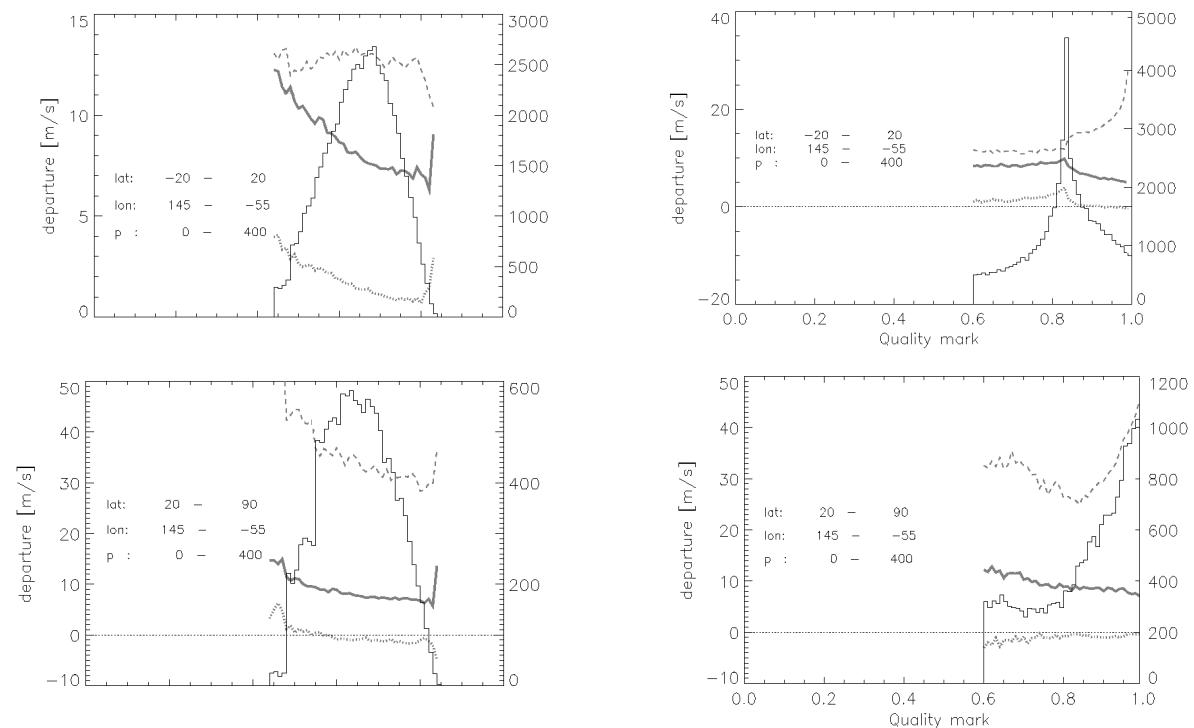 15
10
5
0
departure [m/s]
lat: −20 − 20
lon: 145 − −55
p : 0 − 400
3000
2500
2000
1500
1000
500
0
40
20
0
−20
departure [m/s]
lat: −20 − 20
lon: 145 − −55
p : 0 − 400
5000
4000
3000
2000
1000
0
0.0 0.2 0.4 0.6 0.8 1.0
Quality mark
50
40
30
20
10
0
−10
departure [m/s]
lat: 20 − 90
lon: 145 − −55
p : 0 − 400
600
400
200
0
50
40
30
20
10
0
−10
departure [m/s]
lat: 20 − 90
lon: 145 − −55
p : 0 − 400
1200
1000
800
600
400
200
0
0.0 0.2 0.4 0.6 0.8 1.0
Quality mark